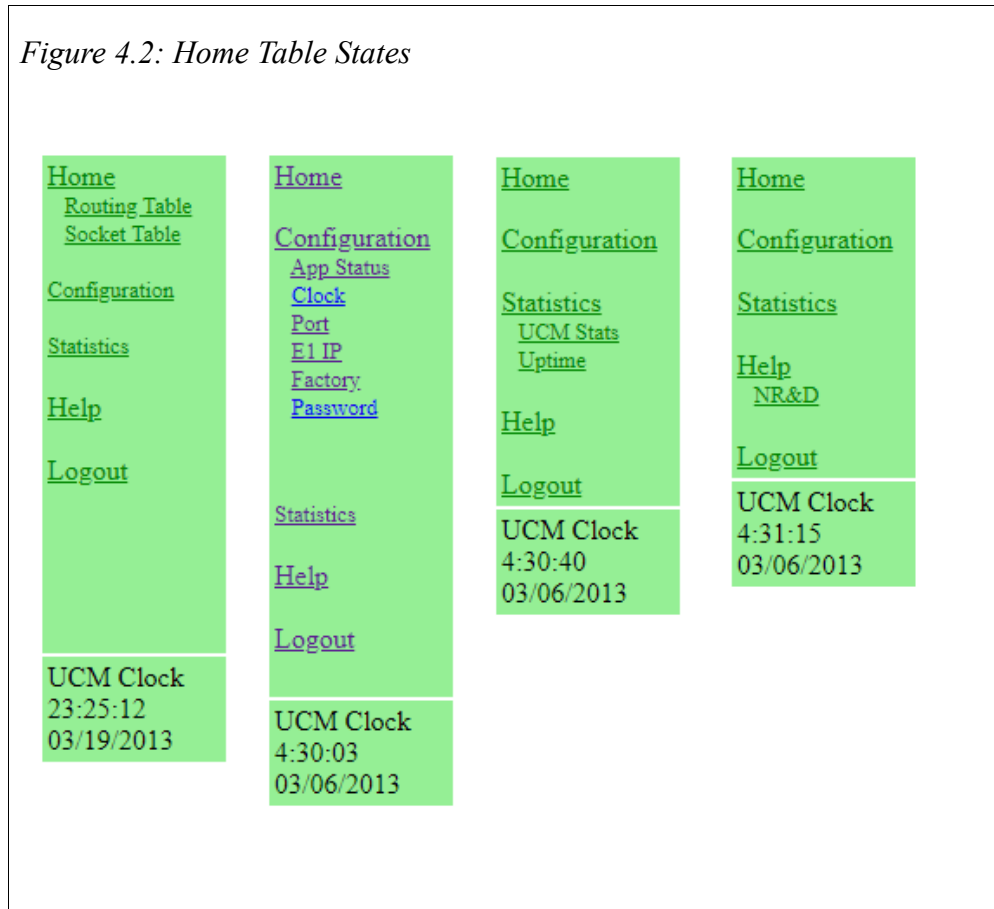 Figure 4.2: Home Table States
Home
Routing Table
Socket Table
Configuration
Statistics
Help
Logout
UCM Clock
23:25:12
03/19/2013
Home
Configuration
App Status
Clock
Port
E1 IP
Factory
Password
Statistics
Help
Logout
UCM Clock
4:30:03
03/06/2013
Home
Configuration
Statistics
UCM Stats
Uptime
Help
Logout
UCM Clock
4:30:40
03/06/2013
Home
Configuration
Statistics
Help
NR&D
Logout
UCM Clock
4:31:15
03/06/2013